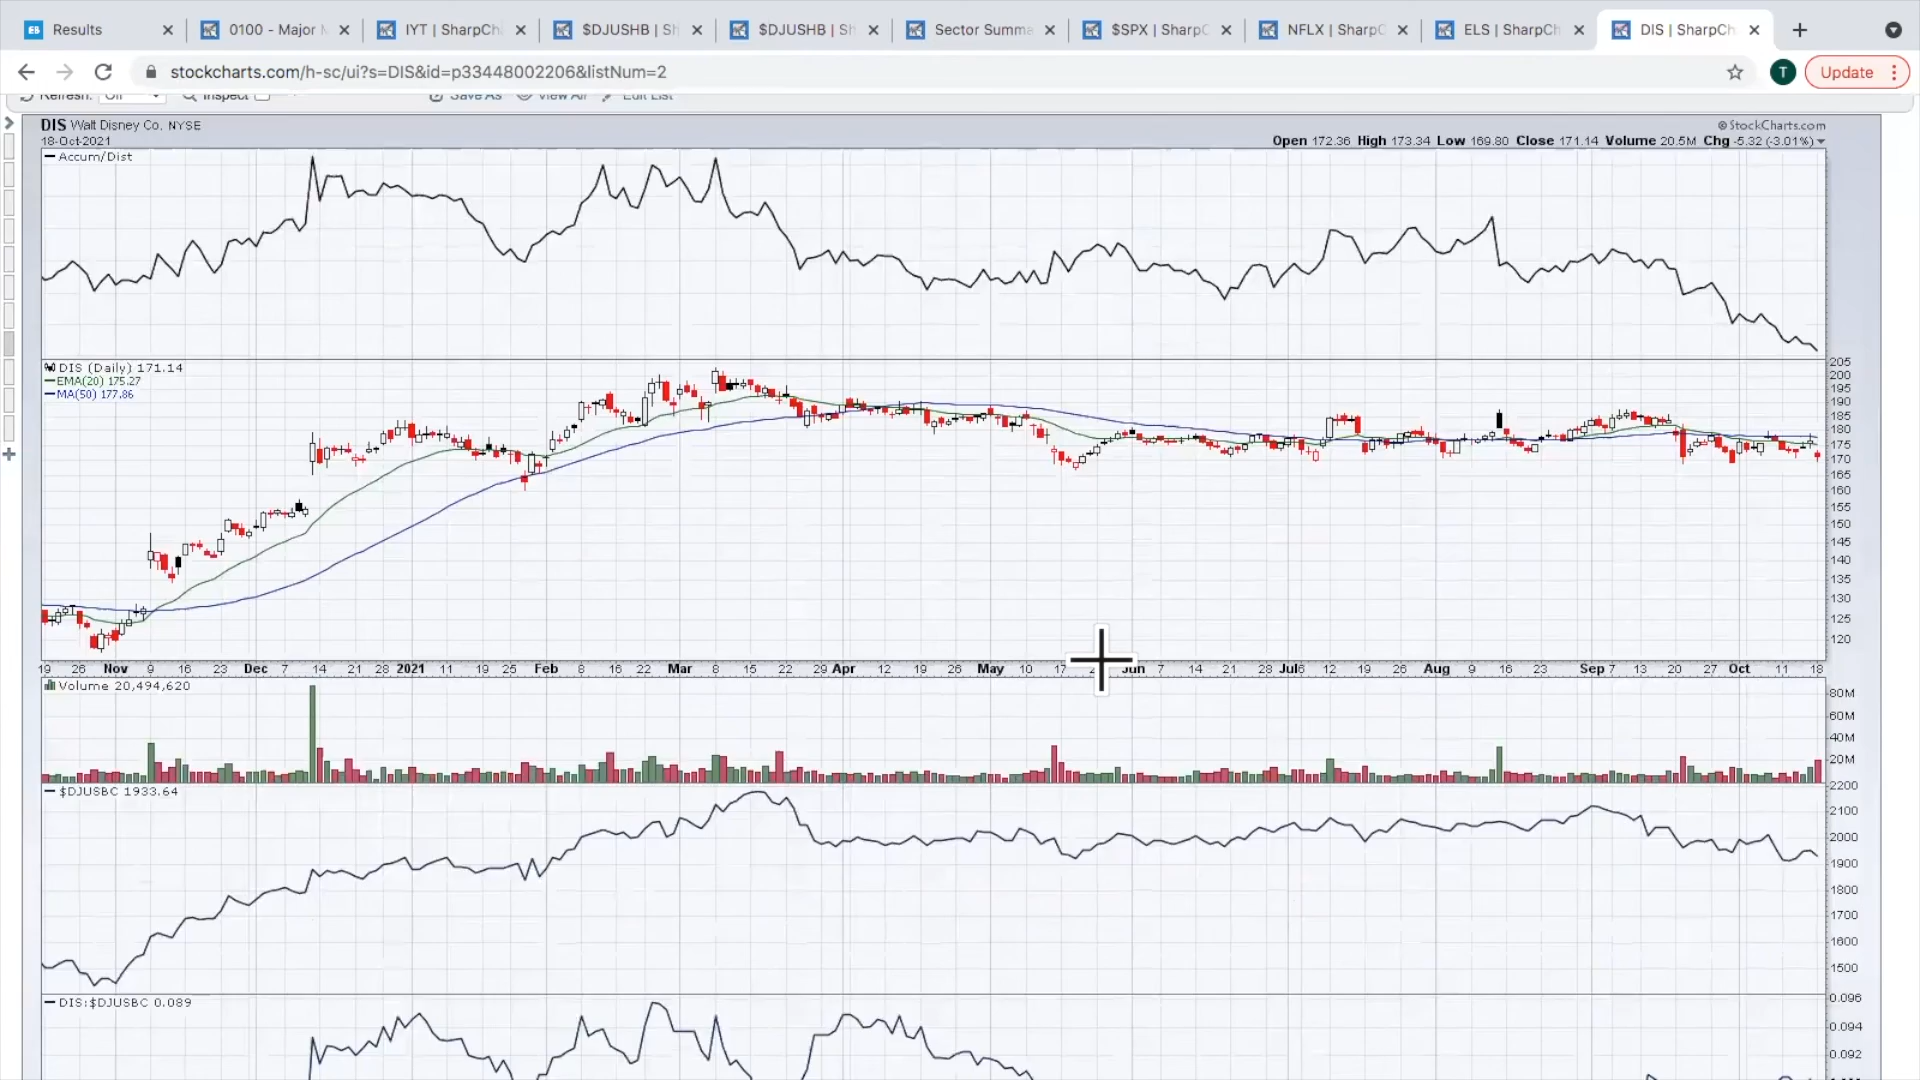 Results
0100 - Major M
IYT | SharpCh
$DJUSHB | Sh
$DJUSHB | Sh
Sector Summa
$SPX | SharpC
NFLX | SharpC
ELS | SharpCh
DIS | SharpCh
stockcharts.com/h-sc/ui?s=DIS&id=p33448002206&listNum=2
T
Update
Refresh: Off Inspect Save As View All Edit List
DIS Walt Disney Co. NYSE
© StockCharts.com
18-Oct-2021
Open 172.36 High 173.34 Low 169.80 Close 171.14 Volume 20.5M Chg -5.32 (-3.01%)
Accum/Dist
DIS (Daily) 171.14
EMA(20) 175.27
MA(50) 177.86
205
200
195
190
185
180
175
170
165
160
155
150
145
140
135
130
125
120
19 26 Nov 9 16 23 Dec 7 14 21 28 2021 11 19 25 Feb 8 16 22 Mar 8 15 22 29 Apr 12 19 26 May 10 17 Jun 7 14 21 28 Jul 6 12 19 26 Aug 9 16 23 Sep 7 13 20 27 Oct 11 18
Volume 20,494,620
80M
60M
40M
20M
$DJUSBC 1933.64
2200
2100
2000
1900
1800
1700
1600
1500
DIS:$DJUSBC 0.089
0.096
0.094
0.092